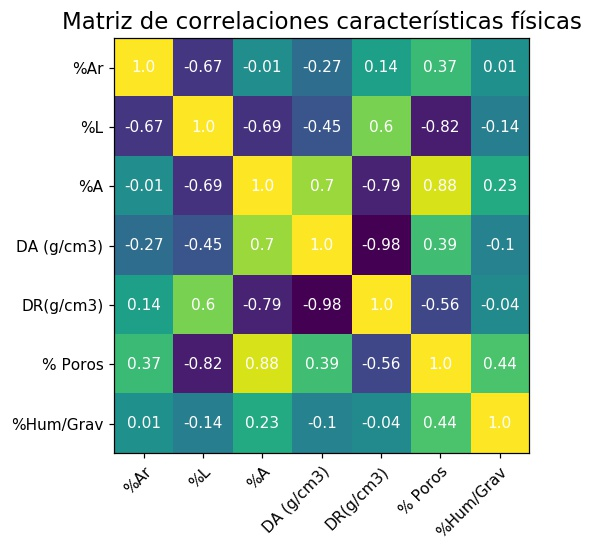 Matriz de correlaciones características físicas
%Ar 1.0 -0.67 -0.01 -0.27 0.14 0.37 0.01
%L -0.67 1.0 -0.69 -0.45 0.6 -0.82 -0.14
%A -0.01 -0.69 1.0 0.7 -0.79 0.88 0.23
DA (g/cm3) -0.27 -0.45 0.7 1.0 -0.98 0.39 -0.1
DR(g/cm3) 0.14 0.6 -0.79 -0.98 1.0 -0.56 -0.04
% Poros 0.37 -0.82 0.88 0.39 -0.56 1.0 0.44
%Hum/Grav 0.01 -0.14 0.23 -0.1 -0.04 0.44 1.0
%Ar %L %A DA (g/cm3) DR(g/cm3) % Poros %Hum/Grav